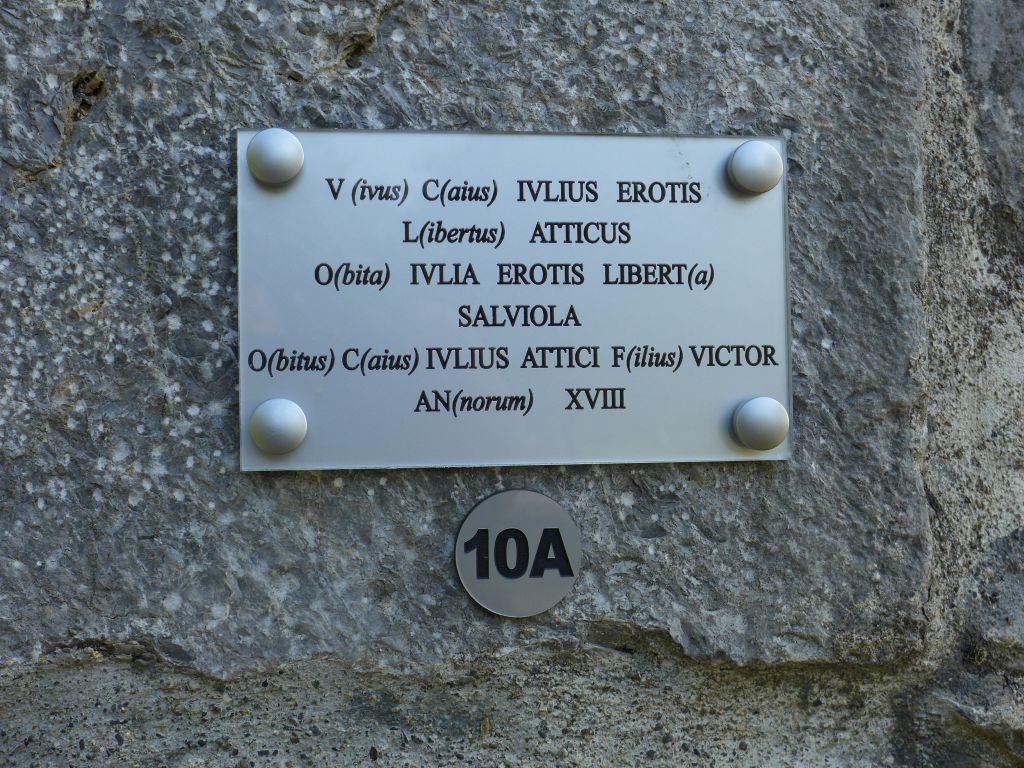 V (ivus) C(aius) IVLIUS EROTIS
L(ibertus) ATTICUS
O(bita) IVLIA EROTIS LIBERT(a)
SALVIOLA
O(bitus) C(aius) IVLIUS ATTICI F(ilius) VICTOR
AN(norum) XVIII
10A